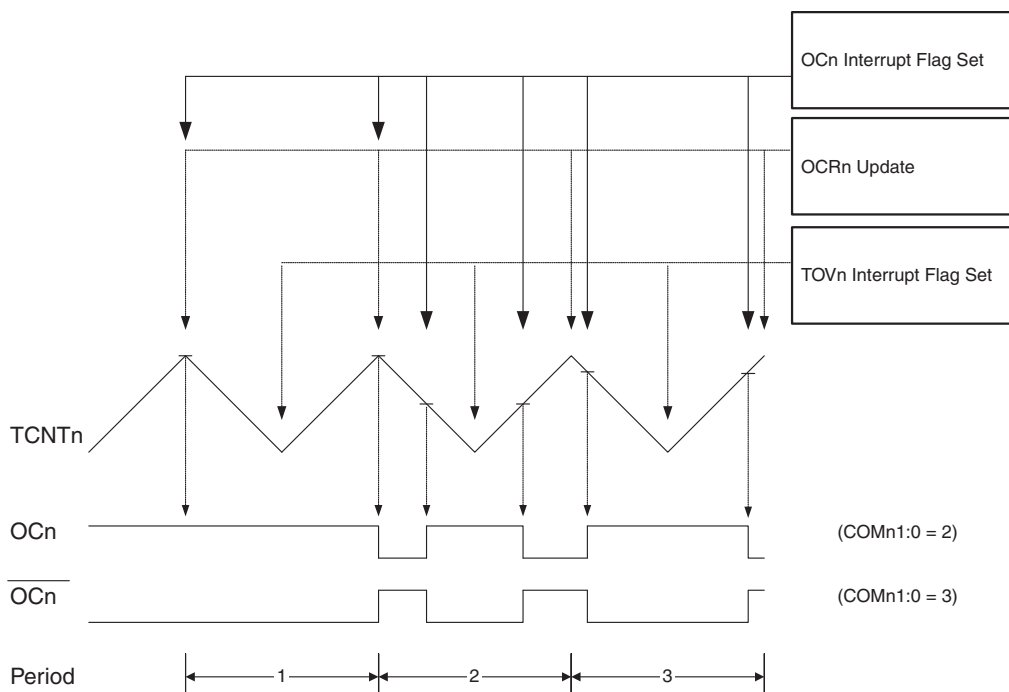 OCn Interrupt Flag Set
OCRn Update
TOVn Interrupt Flag Set
TCNTn
OCn (COMn1:0 = 2)
OCn (COMn1:0 = 3)
Period 1 2 3